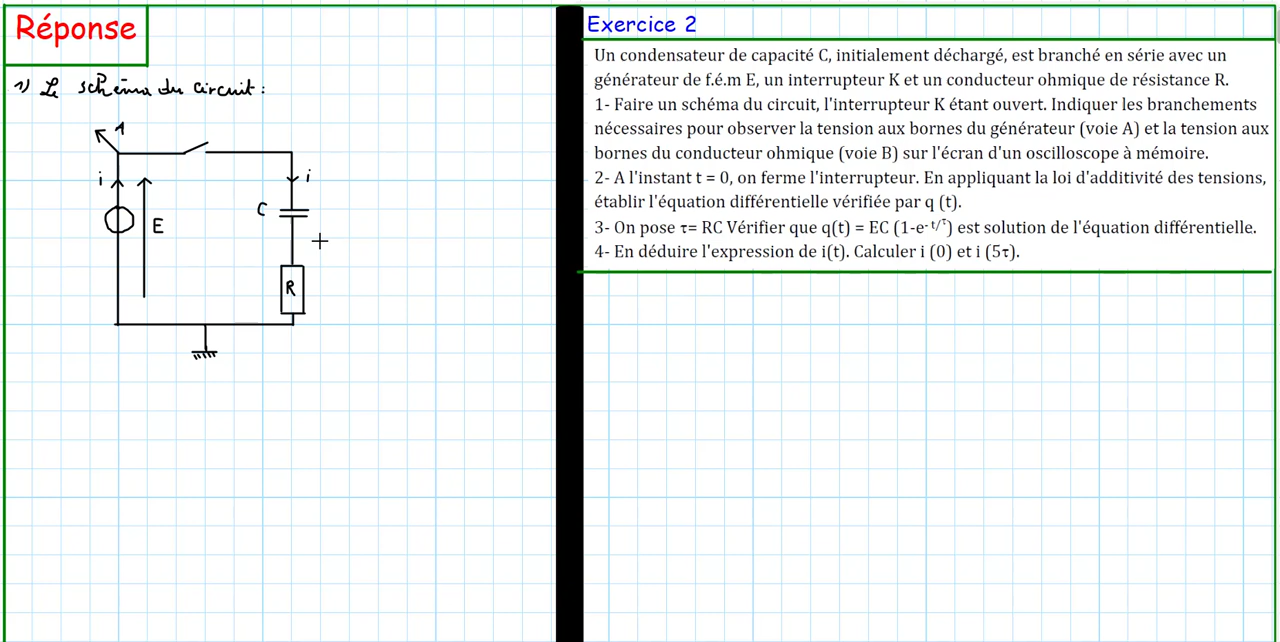 Réponse
1) Le schéma du circuit :
A
i
i
C
E
R
Exercice 2
Un condensateur de capacité C, initialement déchargé, est branché en série avec un
générateur de f.é.m E, un interrupteur K et un conducteur ohmique de résistance R.
1- Faire un schéma du circuit, l'interrupteur K étant ouvert. Indiquer les branchements
nécessaires pour observer la tension aux bornes du générateur (voie A) et la tension aux
bornes du conducteur ohmique (voie B) sur l'écran d'un oscilloscope à mémoire.
2- A l'instant t = 0, on ferme l'interrupteur. En appliquant la loi d'additivité des tensions,
établir l'équation différentielle vérifiée par q (t).
3- On pose τ= RC Vérifier que q(t) = EC (1-e^{-t/τ}) est solution de l'équation différentielle.
4- En déduire l'expression de i(t). Calculer i (0) et i (5τ).